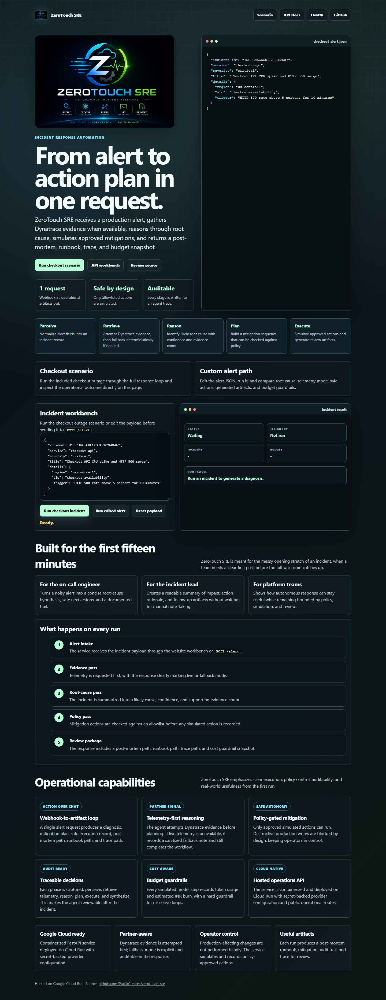 ZeroTouch SRE
Scenario
API Docs
Health
GitHub
ZEROTOUCH SRE
AUTONOMOUS INCIDENT RESPONSE
DETECT
ANALYZE
DECIDE
ACT
DOCUMENT
See the signal
Find the cause
Safe execution
Learn & improve
LESS NOISE.
MORE CLARITY.
FASTER RECOVERY.
checkout_alert.json
{
"incident_id": "INC-CHECKOUT-20260607",
"service": "checkout-api",
"severity": "critical",
"title": "Checkout API CPU spike and HTTP 500 surge",
"details": {
"region": "us-central1",
"slo": "checkout-availability",
"trigger": "HTTP 500 rate above 5 percent for 10 minutes"
}
}
INCIDENT RESPONSE AUTOMATION
From alert to
action plan in
one request.
ZeroTouch SRE receives a production alert, gathers
Dynatrace evidence when available, reasons through root
cause, simulates approved mitigations, and returns a post-
mortem, runbook, trace, and budget snapshot.
Run checkout scenario
API workbench
Review source
1 request
Webhook in, operational
artifacts out.
Safe by design
Only allowlisted actions
are simulated.
Auditable
Every stage is written to
an agent trace.
Perceive
Normalize alert fields into an
incident record.
Retrieve
Attempt Dynatrace evidence,
then fall back deterministically
if needed.
Reason
Identify likely root cause with
confidence and evidence
count.
Plan
Build a mitigation sequence
that can be checked against
policy.
Execute
Simulate approved actions and
generate review artifacts.
Checkout scenario
Run the included checkout outage through the full response loop and
inspect the operational outcome directly on this page.
Custom alert path
Edit the alert JSON, run it, and compare root cause, telemetry mode, safe
actions, generated artifacts, and budget guardrails.
Incident workbench
Run the checkout outage scenario or edit the payload before
sending it to POST /alert.
{
"incident_id": "INC-CHECKOUT-20260607",
"service": "checkout-api",
"severity": "critical",
"title": "Checkout API CPU spike and HTTP 500 surge",
"details": {
"region": "us-central1",
"slo": "checkout-availability",
"trigger": "HTTP 500 rate above 5 percent for 10 minutes"
}
}
Run checkout incident
Run edited alert
Reset payload
Ready.
incident result
STATUS
Waiting
TELEMETRY
Not run
INCIDENT
-
BUDGET
-
ROOT CAUSE
Run an incident to generate a diagnosis.
Built for the first fifteen
minutes
ZeroTouch SRE is meant for the messy opening stretch of an incident, when a
team needs a clear first pass before the full war room catches up.
For the on-call engineer
Turns a noisy alert into a concise root-cause
hypothesis, safe next actions, and a documented
trail.
For the incident lead
Creates a readable summary of impact, action
rationale, and follow-up artifacts without waiting
for manual note-taking.
For platform teams
Shows how autonomous response can stay
useful while remaining bounded by policy,
simulation, and review.
What happens on every run
1
Alert intake
The service receives the incident payload through the website workbench or POST /alert.
2
Evidence pass
Telemetry is requested first, with the response clearly marking live or fallback mode.
3
Root-cause pass
The incident is summarized into a likely cause, confidence, and supporting evidence count.
4
Policy pass
Mitigation actions are checked against an allowlist before any simulated action is recorded.
5
Review package
The response includes a post-mortem path, runbook path, trace path, and cost guardrail snapshot.
Operational capabilities
ZeroTouch SRE emphasizes clear execution, policy control, auditability, and
real-world usefulness from the first run.
ACTION OVER CHAT
Webhook-to-artifact loop
A single alert request produces a diagnosis,
mitigation plan, safe execution record, post-
mortem path, runbook path, and trace path.
PARTNER SIGNAL
Telemetry-first reasoning
The agent attempts Dynatrace evidence before
planning. If live telemetry is unavailable, it
records a sanitized fallback note and still
completes the workflow.
SAFE AUTONOMY
Policy-gated mitigation
Only approved simulated actions can run.
Destructive production writes are blocked by
design, keeping operators in control.
AUDIT READY
Traceable decisions
Each phase is captured: perceive, retrieve
telemetry, reason, plan, execute, and synthesize.
This makes the agent reviewable after the
incident.
COST AWARE
Budget guardrails
Every simulated model step records token usage
and estimated INR burn, with a hard guardrail
for excessive loops.
CLOUD NATIVE
Hosted operations API
The service is containerized and deployed on
Cloud Run with secret-backed provider
configuration and public operational routes.
Google Cloud ready
Containerized FastAPI service
deployed on Cloud Run with
secret-backed provider
configuration.
Partner-aware
Dynatrace evidence is attempted
first; fallback mode is explicit and
auditable in the response.
Operator control
Production-affecting changes are
not performed blindly. The service
simulates and records policy-
approved actions.
Useful artifacts
Each run produces a post-mortem,
runbook, mitigation audit trail, and
trace for review.
Hosted on Google Cloud Run. Source: github.com/PratikCreates/zerotouch-sre